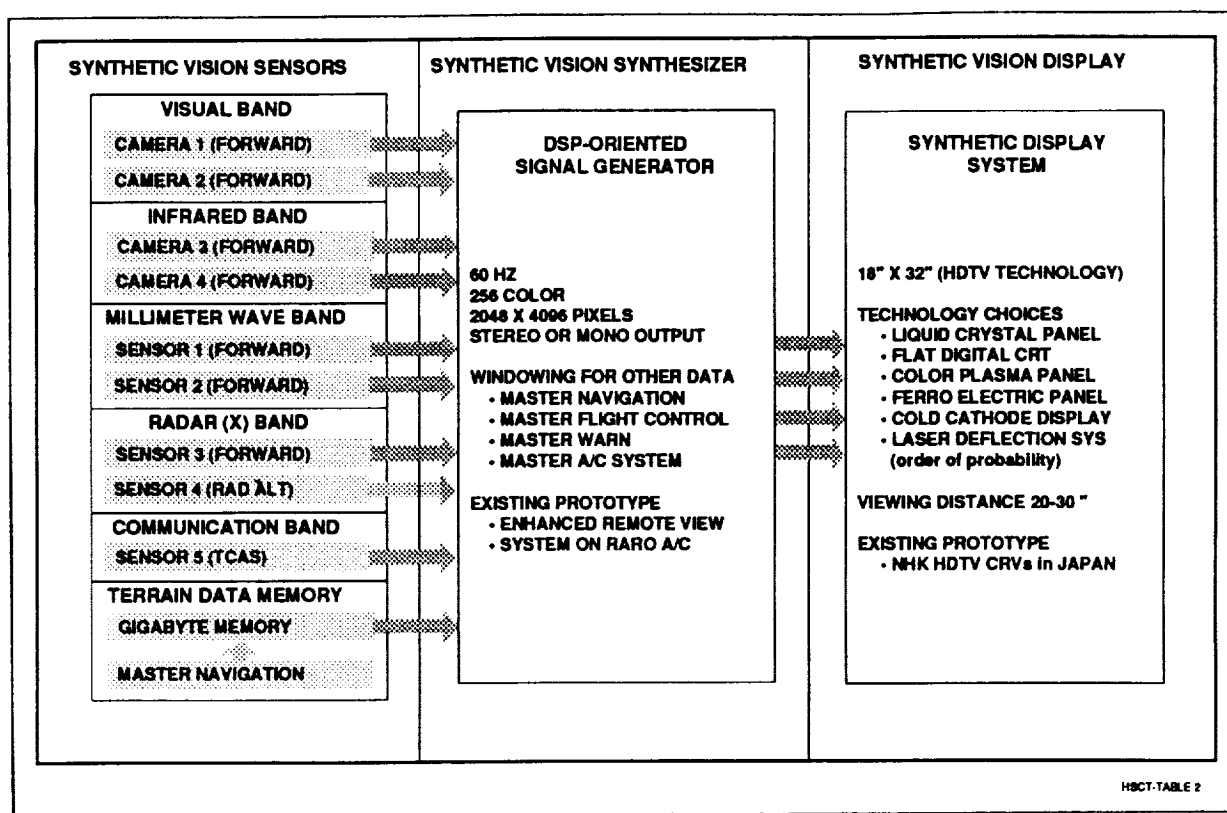 SYNTHETIC VISION SENSORS
VISUAL BAND
CAMERA 1 (FORWARD)
CAMERA 2 (FORWARD)
INFRARED BAND
CAMERA 3 (FORWARD)
CAMERA 4 (FORWARD)
MILLIMETER WAVE BAND
SENSOR 1 (FORWARD)
SENSOR 2 (FORWARD)
RADAR (X) BAND
SENSOR 3 (FORWARD)
SENSOR 4 (RAD ALT)
COMMUNICATION BAND
SENSOR 5 (TCAS)
TERRAIN DATA MEMORY
GIGABYTE MEMORY
MASTER NAVIGATION
SYNTHETIC VISION SYNTHESIZER
DSP-ORIENTED
SIGNAL GENERATOR
60 HZ
256 COLOR
2048 X 4096 PIXELS
STEREO OR MONO OUTPUT
WINDOWING FOR OTHER DATA
• MASTER NAVIGATION
• MASTER FLIGHT CONTROL
• MASTER WARN
• MASTER A/C SYSTEM
EXISTING PROTOTYPE
• ENHANCED REMOTE VIEW
• SYSTEM ON RARO A/C
SYNTHETIC VISION DISPLAY
SYNTHETIC DISPLAY
SYSTEM
18" X 32" (HDTV TECHNOLOGY)
TECHNOLOGY CHOICES
• LIQUID CRYSTAL PANEL
• FLAT DIGITAL CRT
• COLOR PLASMA PANEL
• FERRO ELECTRIC PANEL
• COLD CATHODE DISPLAY
• LASER DEFLECTION SYS
(order of probability)
VIEWING DISTANCE 20-30 "
EXISTING PROTOTYPE
• NHK HDTV CRVs in JAPAN
HSCT-TABLE 2